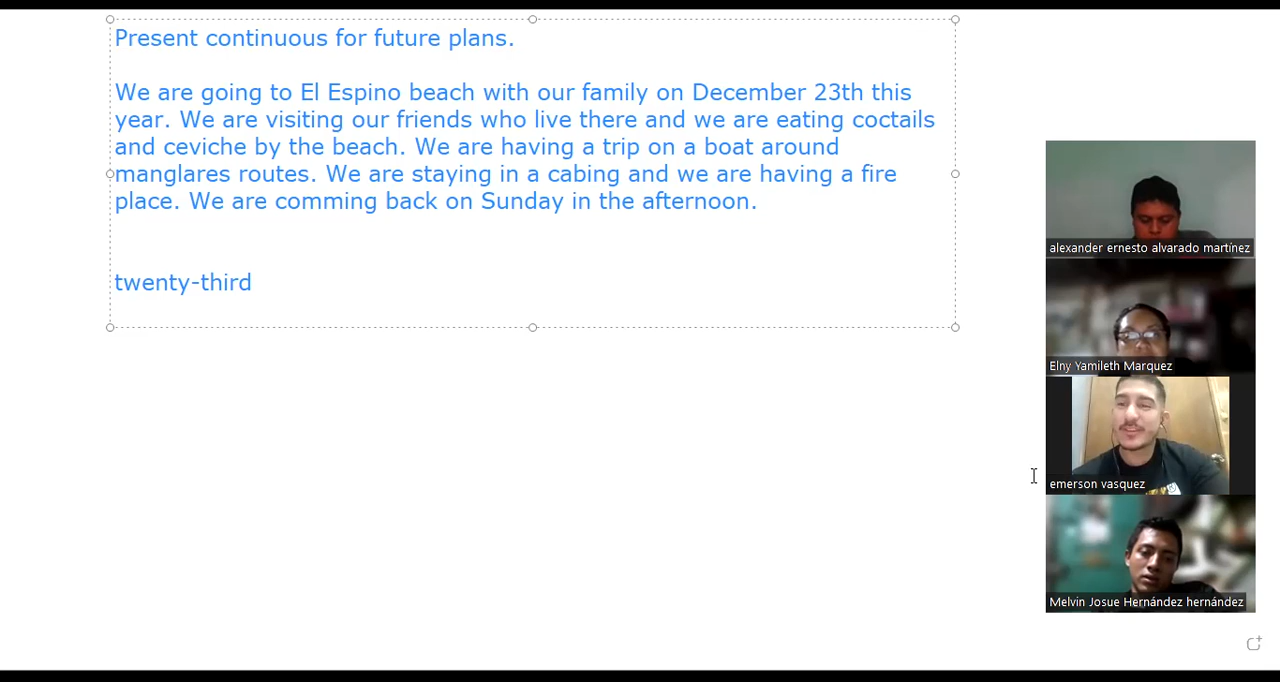 Present continuous for future plans.
We are going to El Espino beach with our family on December 23th this
year. We are visiting our friends who live there and we are eating coctails
and ceviche by the beach. We are having a trip on a boat around
manglares routes. We are staying in a cabing and we are having a fire
place. We are comming back on Sunday in the afternoon.
twenty-third
alexander ernesto alvarado martínez
Elny Yamileth Marquez
emerson vasquez
Melvin Josue Hernández hernández